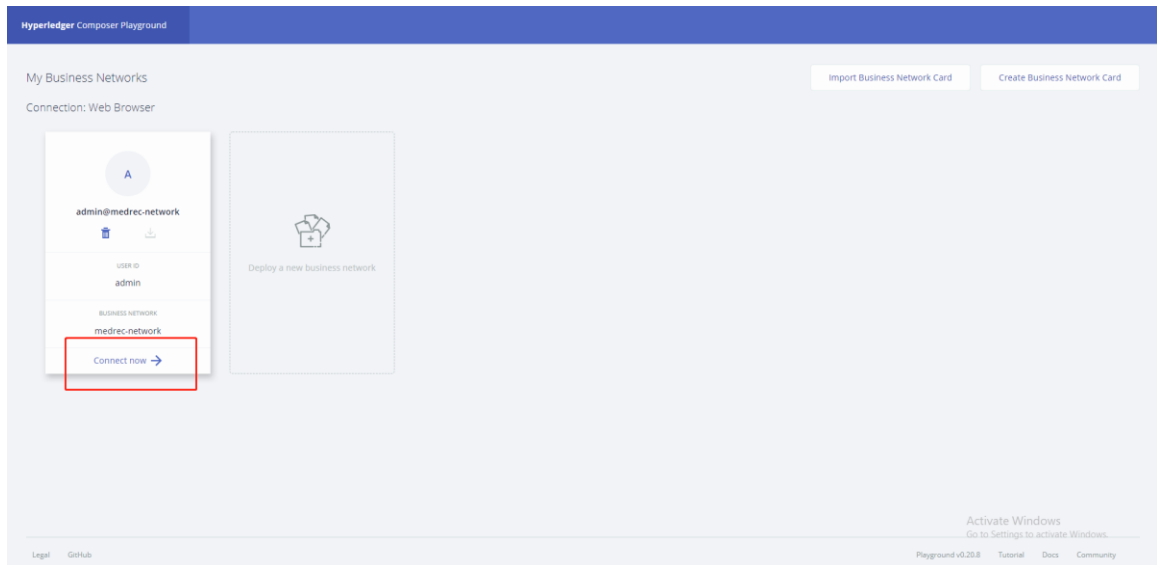 Hyperledger Composer Playground
My Business Networks
Import Business Network Card
Create Business Network Card
Connection: Web Browser
A
admin@medrec-network
USER ID
admin
BUSINESS NETWORK
medrec-network
Connect now
Deploy a new business network
Activate Windows
Go to Settings to activate Windows.
Legal GitHub
Playground v0.20.8 Tutorial Docs Community